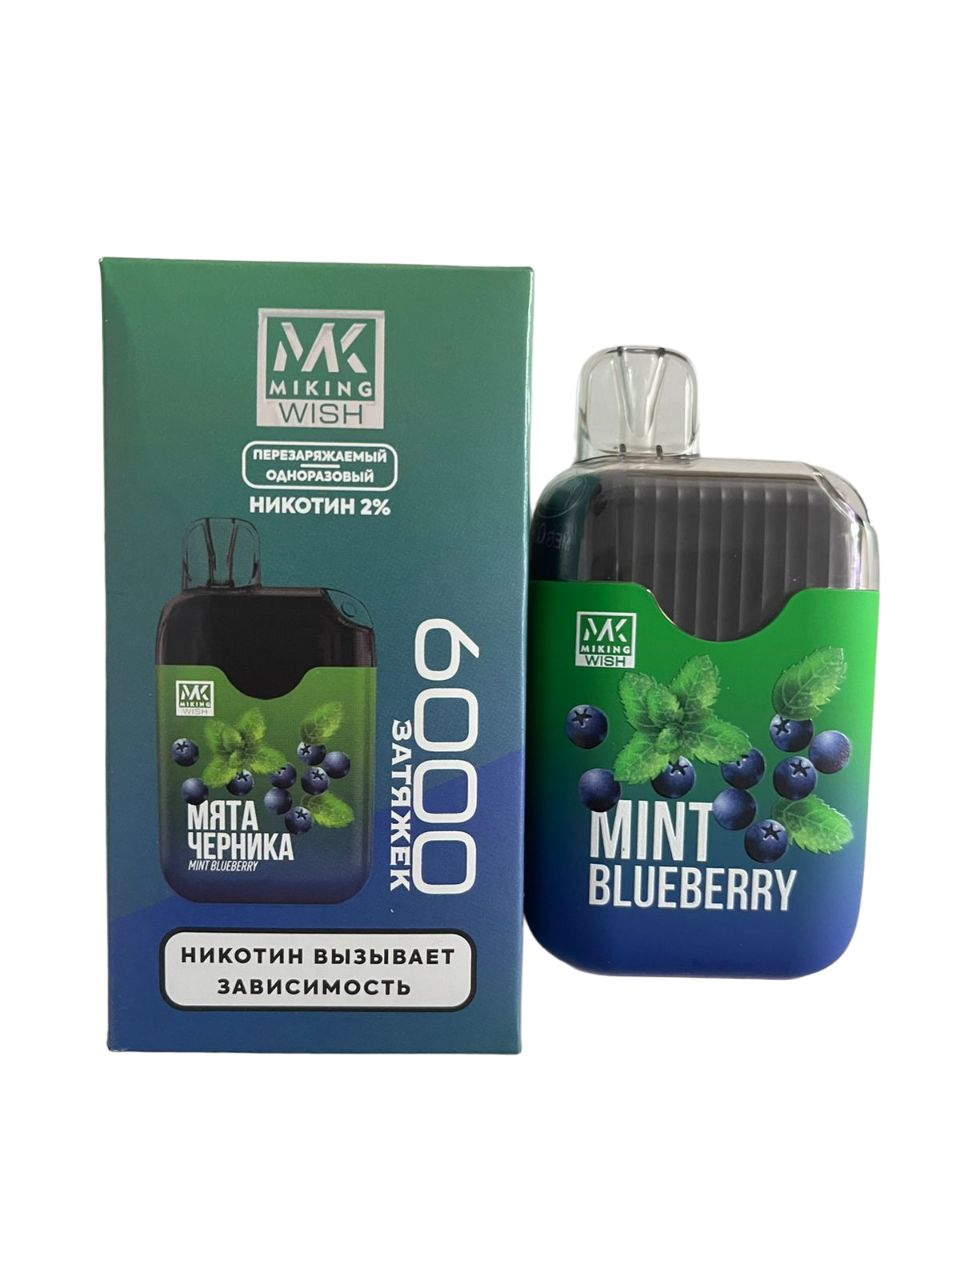 MK
MIKING
WISH
ПЕРЕЗАРЯЖАЕМЫЙ
ОДНОРАЗОВЫЙ
НИКОТИН 2%
MK
MIKING
WISH
МЯТА
ЧЕРНИКА
MINT BLUEBERRY
6000
ЗАТЯЖЕК
НИКОТИН ВЫЗЫВАЕТ
ЗАВИСИМОСТЬ
MK
MIKING
WISH
MINT
BLUEBERRY